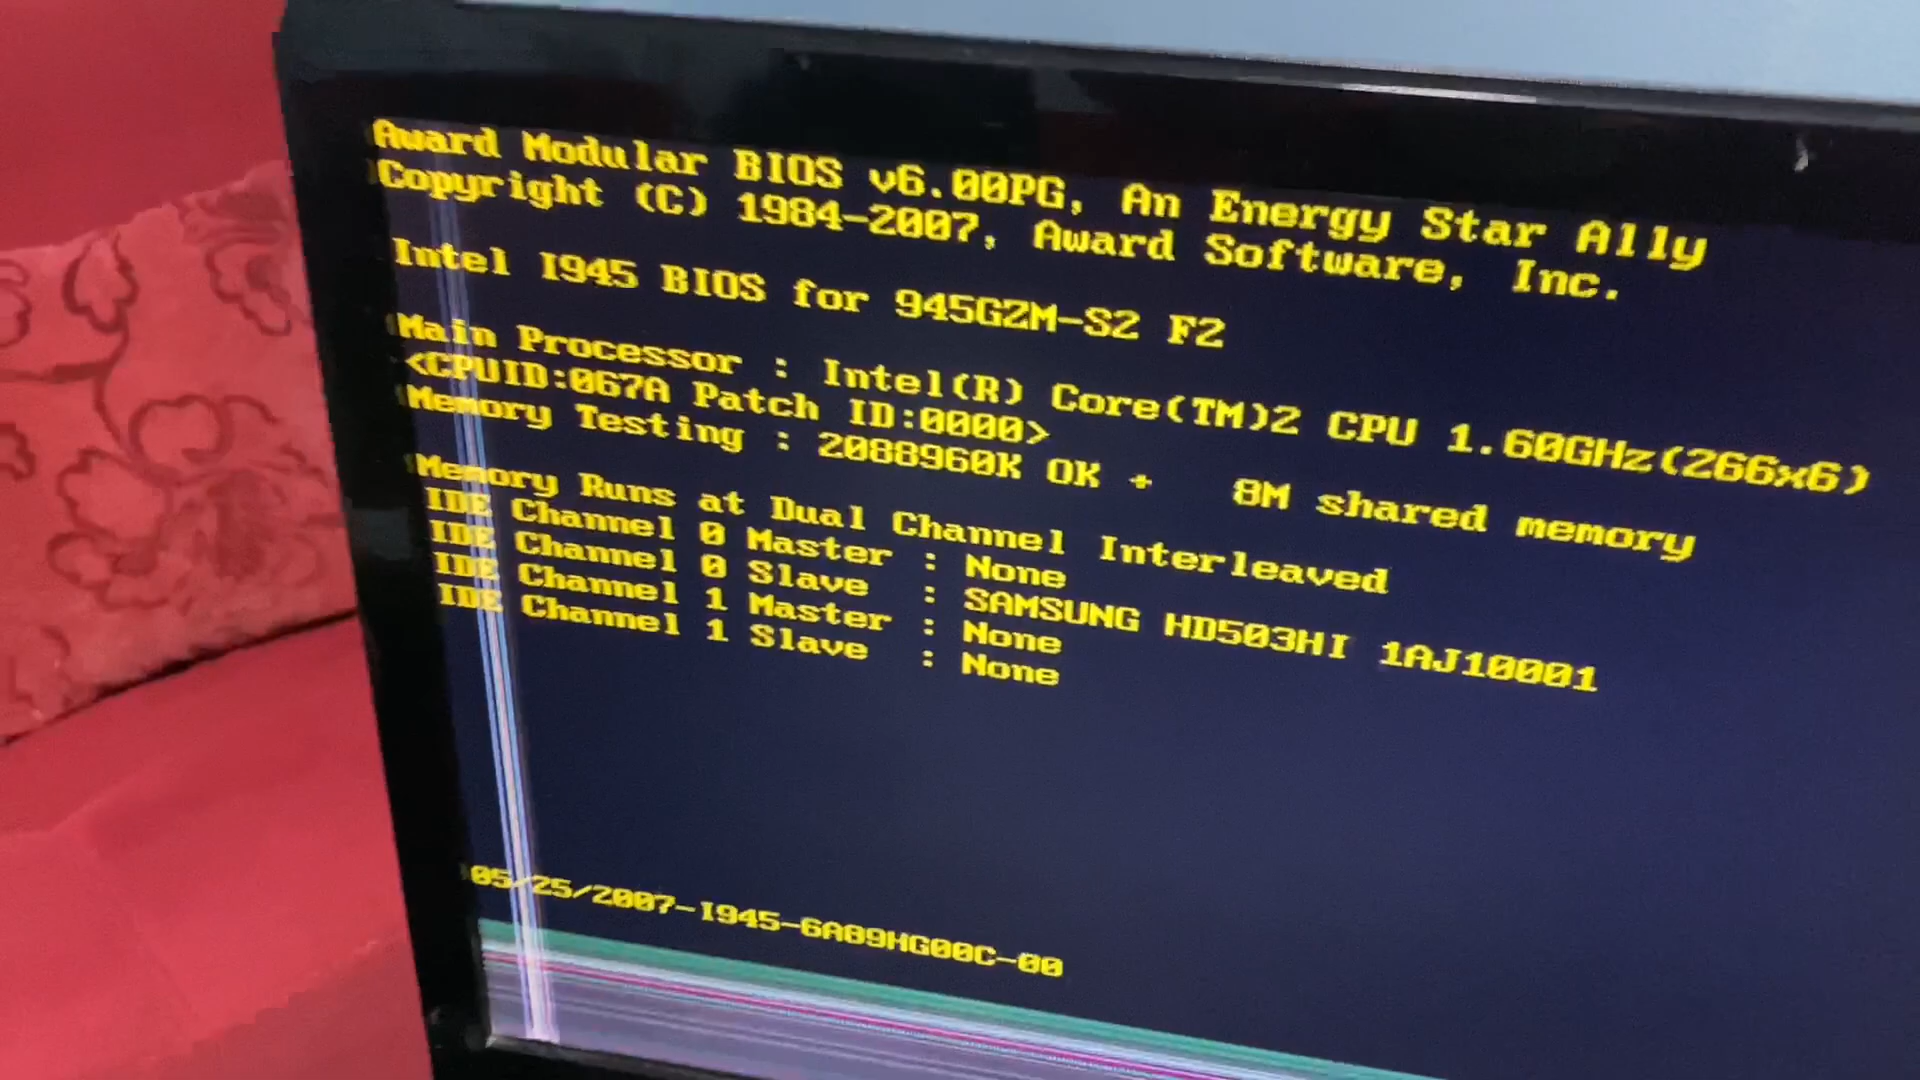 Award Modular BIOS v6.00PG, An Energy Star Ally
Copyright (C) 1984-2007, Award Software, Inc.
Intel I945 BIOS for 945GZM-S2 F2
Main Processor : Intel(R) Core(TM)2 CPU 1.60GHz(266x6)
<CPUID:067A Patch ID:0000>
Memory Testing : 2088960K OK + 8M shared memory
Memory Runs at Dual Channel Interleaved
IDE Channel 0 Master : None
IDE Channel 0 Slave : SAMSUNG HD503HI 1AJ10001
IDE Channel 1 Master : None
IDE Channel 1 Slave : None
05/25/2007-I945-6A89HG00C-00